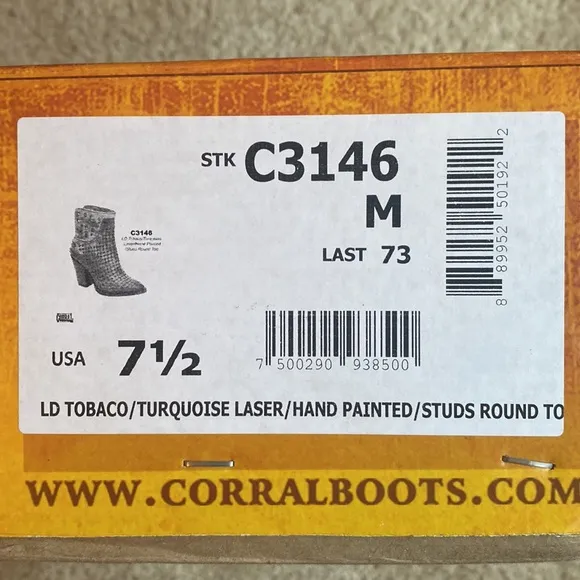 STK C3146
M
LAST 73
8 89952 50192 2
C3146
CORRAL
USA 7½
7 500290 938500
LD TOBACO/TURQUOISE LASER/HAND PAINTED/STUDS ROUND TO
WWW.CORRALBOOTS.COM